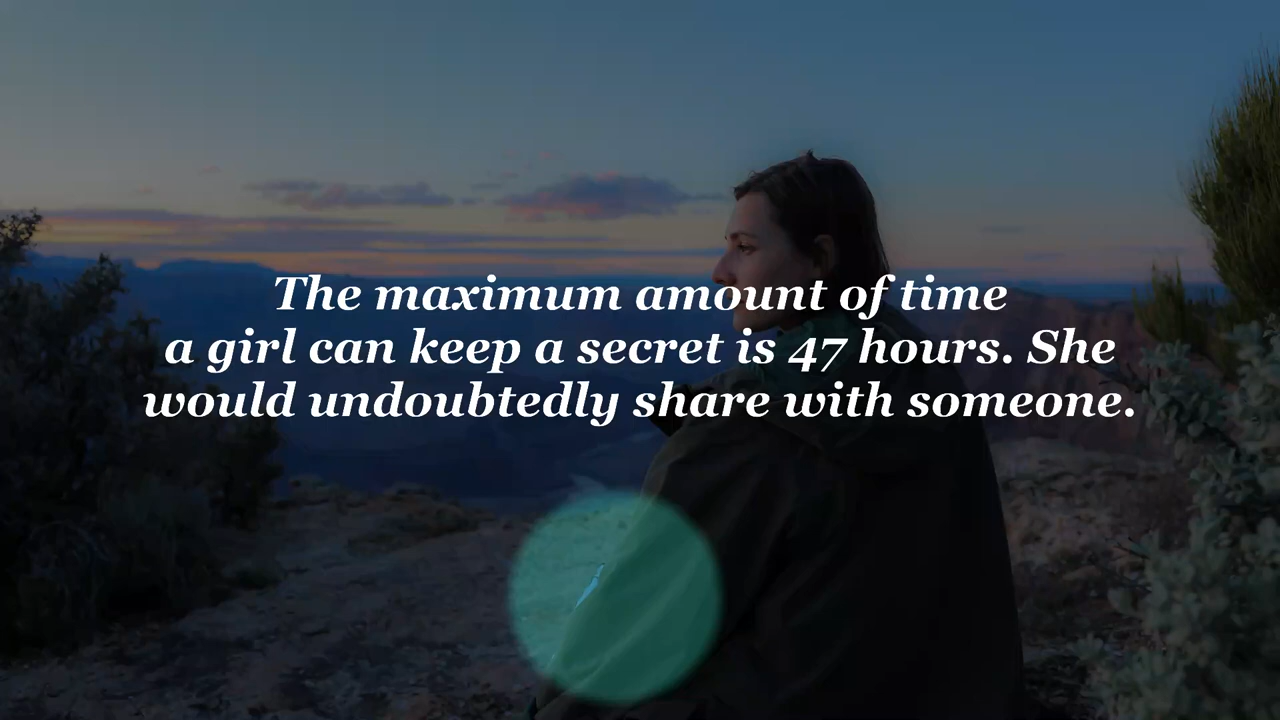 The maximum amount of time
a girl can keep a secret is 47 hours. She
would undoubtedly share with someone.